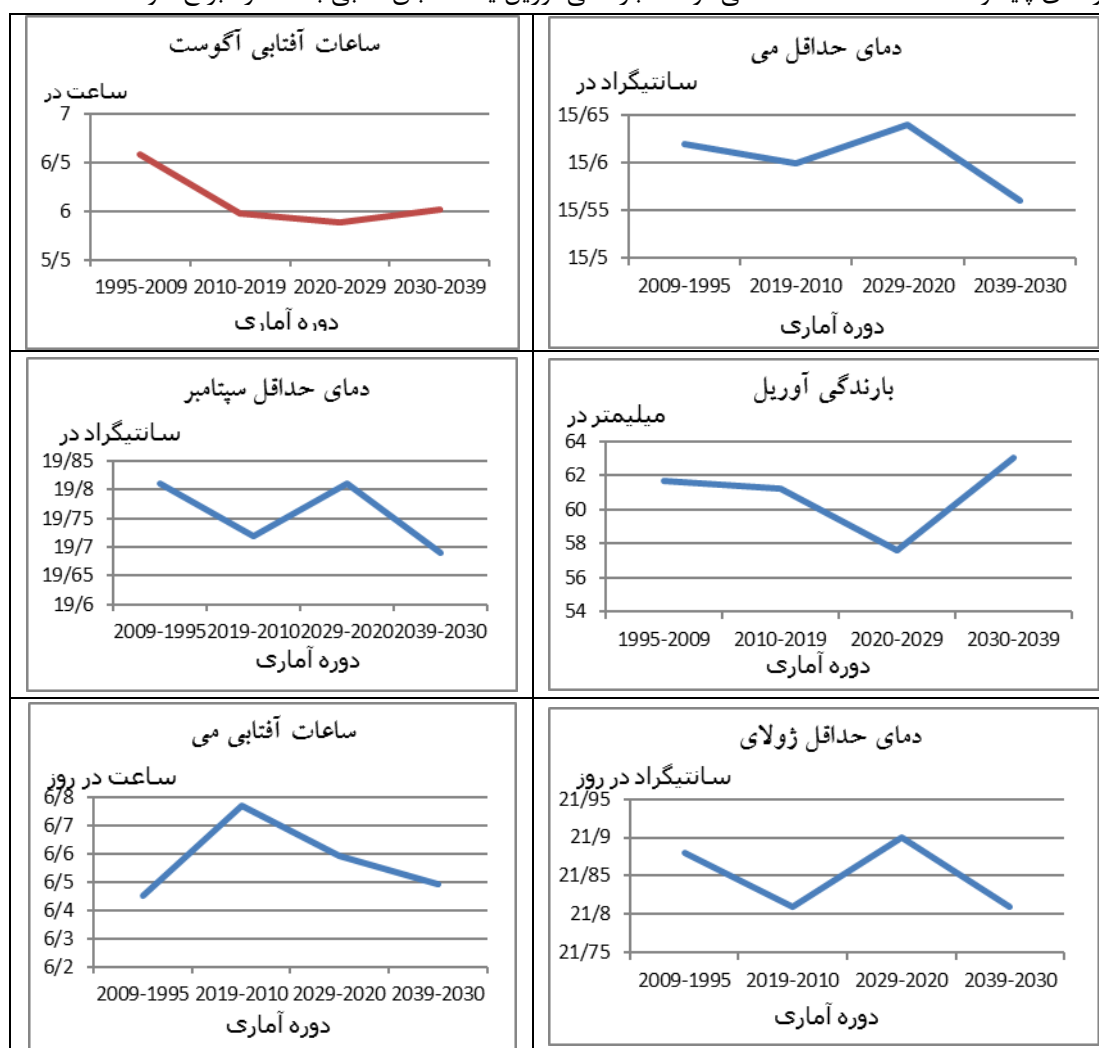 دمای حداقل می
سانتیگراد در
15/65
15/6
15/55
15/5
2009-1995 2019-2010 2029-2020 2039-2030
دوره آماری
ساعات آفتابی آگوست
ساعت در
7
6/5
6
5/5
1995-2009 2010-2019 2020-2029 2030-2039
دوره آماری
بارندگی آوریل
میلیمتر در
64
62
60
58
56
54
1995-2009 2010-2019 2020-2029 2030-2039
دوره آماری
دمای حداقل سپتامبر
سانتیگراد در
19/85
19/8
19/75
19/7
19/65
19/6
2009-1995 2019-2010 2029-2020 2039-2030
دوره آماری
دمای حداقل ژولای
سانتیگراد در روز
21/95
21/9
21/85
21/8
21/75
2009-1995 2019-2010 2029-2020 2039-2030
دوره آماری
ساعات آفتابی می
ساعت در روز
6/8
6/7
6/6
6/5
6/4
6/3
6/2
2009-1995 2019-2010 2029-2020 2039-2030
دوره آماری